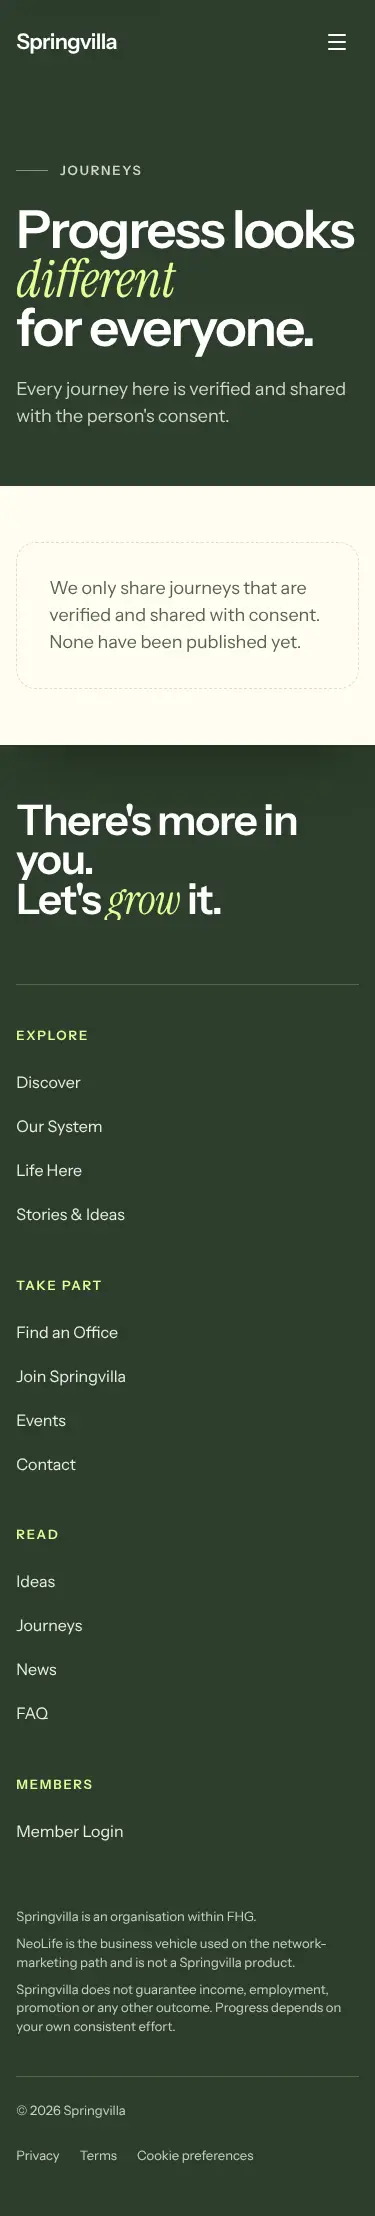 Springvilla
JOURNEYS
Progress looks
different
for everyone.
Every journey here is verified and shared
with the person's consent.
We only share journeys that are
verified and shared with consent.
None have been published yet.
There's more in
you.
Let's grow it.
EXPLORE
Discover
Our System
Life Here
Stories & Ideas
TAKE PART
Find an Office
Join Springvilla
Events
Contact
READ
Ideas
Journeys
News
FAQ
MEMBERS
Member Login
Springvilla is an organisation within FHG.
NeoLife is the business vehicle used on the network-
marketing path and is not a Springvilla product.
Springvilla does not guarantee income, employment,
promotion or any other outcome. Progress depends on
your own consistent effort.
© 2026 Springvilla
Privacy Terms Cookie preferences